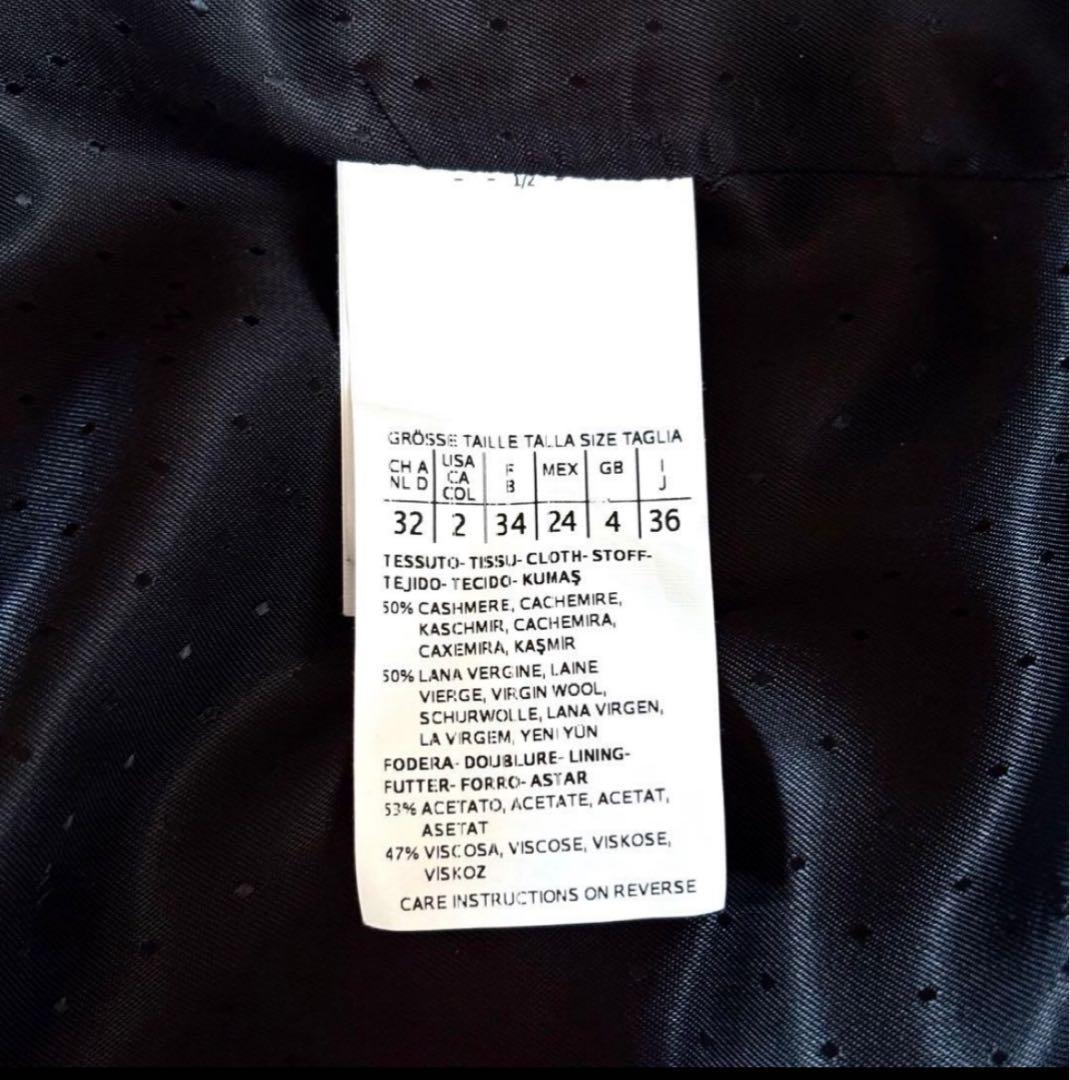 1/2
GRÖSSE TAILLE TALLA SIZE TAGLIA
CH A NL D | USA CA COL | F B | MEX | GB | I J
32 | 2 | 34 | 24 | 4 | 36
TESSUTO- TISSU- CLOTH- STOFF-
TEJIDO- TECIDO- KUMAŞ
50% CASHMERE, CACHEMIRE,
KASCHMIR, CACHEMIRA,
CAXEMIRA, KAŞMİR
50% LANA VERGINE, LAINE
VIERGE, VIRGIN WOOL,
SCHURWOLLE, LANA VIRGEN,
LA VIRGEM, YENI YÜN
FODERA- DOUBLURE- LINING-
FUTTER- FORRO- ASTAR
53% ACETATO, ACETATE, ACETAT,
ASETAT
47% VISCOSA, VISCOSE, VISKOSE,
VİSKOZ
CARE INSTRUCTIONS ON REVERSE